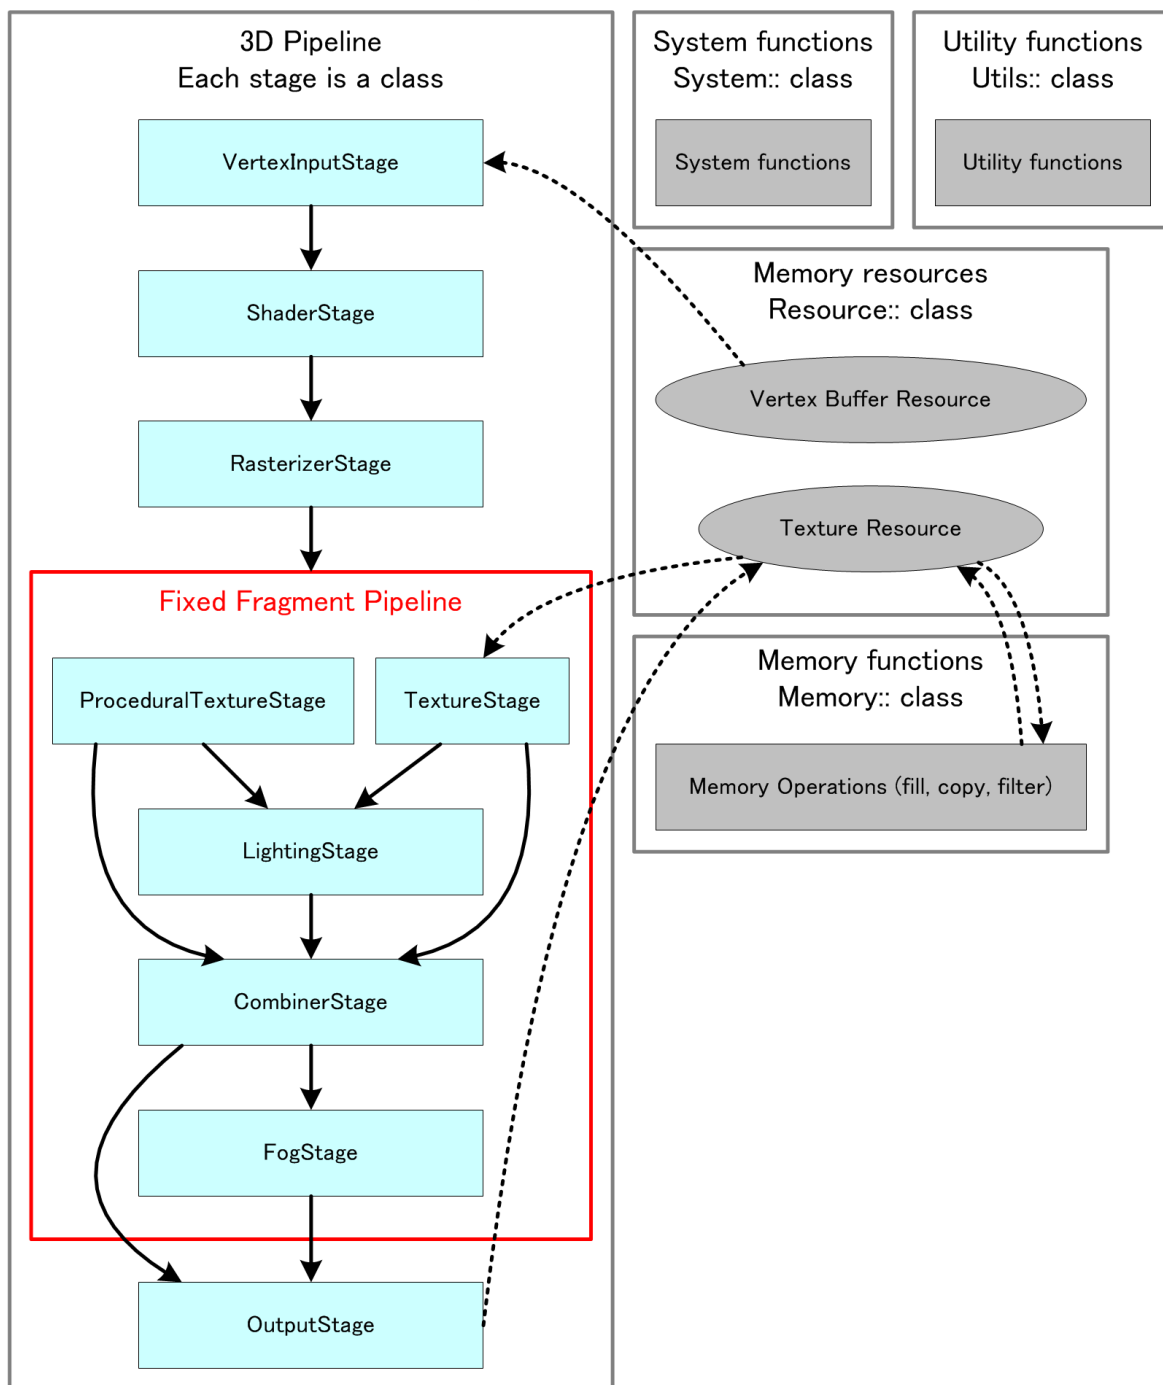 3D Pipeline
Each stage is a class
VertexInputStage
ShaderStage
RasterizerStage
Fixed Fragment Pipeline
ProceduralTextureStage
TextureStage
LightingStage
CombinerStage
FogStage
OutputStage
System functions
System:: class
System functions
Utility functions
Utils:: class
Utility functions
Memory resources
Resource:: class
Vertex Buffer Resource
Texture Resource
Memory functions
Memory:: class
Memory Operations (fill, copy, filter)